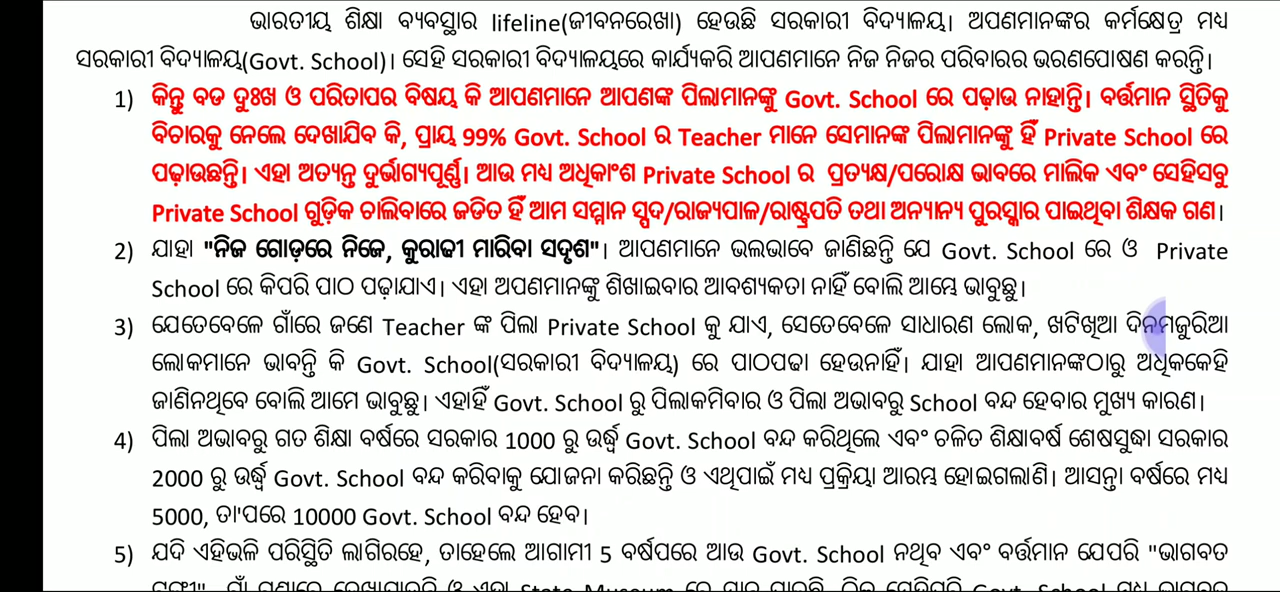 ଭାରତୀୟ ଶିକ୍ଷା ବ୍ୟବସ୍ଥାର lifeline(ଜୀବନରେଖା) ହେଉଛି ସରକାରୀ ବିଦ୍ୟାଳୟ। ଅପଣମାନଙ୍କର କର୍ମକ୍ଷେତ୍ର ମଧ୍ୟ
ସରକାରୀ ବିଦ୍ୟାଳୟ(Govt. School)। ସେହି ସରକାରୀ ବିଦ୍ୟାଳୟରେ କାର୍ଯ୍ୟକରି ଆପଣମାନେ ନିଜ ନିଜର ପରିବାରର ଭରଣପୋଷଣ କରନ୍ତି।
1) କିନ୍ତୁ ବଡ ଦୁଃଖ ଓ ପରିତାପର ବିଷୟ କି ଆପଣମାନେ ଆପଣଙ୍କ ପିଲାମାନଙ୍କୁ Govt. School ରେ ପଢ଼ାଉ ନାହାନ୍ତି। ବର୍ତ୍ତମାନ ସ୍ଥିତିକୁ
ବିଚାରକୁ ନେଲେ ଦେଖାଯିବ କି, ପ୍ରାୟ 99% Govt. School ର Teacher ମାନେ ସେମାନଙ୍କ ପିଲାମାନଙ୍କୁ ହିଁ Private School ରେ
ପଢ଼ାଉଛନ୍ତି। ଏହା ଅତ୍ୟନ୍ତ ଦୁର୍ଭାଗ୍ୟପୂର୍ଣ୍ଣ। ଆଉ ମଧ୍ୟ ଅଧିକାଂଶ Private School ର ପ୍ରତ୍ୟକ୍ଷ/ପରୋକ୍ଷ ଭାବରେ ମାଲିକ ଏବଂ ସେହିସବୁ
Private School ଗୁଡ଼ିକ ଚାଲିବାରେ ଜଡିତ ହିଁ ଆମ ସମ୍ମାନ ସ୍ପଦ/ରାଜ୍ୟପାଳ/ରାଷ୍ଟ୍ରପତି ତଥା ଅନ୍ୟାନ୍ୟ ପୁରସ୍କାର ପାଇଥିବା ଶିକ୍ଷକ ଗଣ।
2) ଯାହା "ନିଜ ଗୋଡ଼ରେ ନିଜେ, କୁରାଢୀ ମାରିବା ସଦୃଶ"। ଆପଣମାନେ ଭଲଭାବେ ଜାଣିଛନ୍ତି ଯେ Govt. School ରେ ଓ Private
School ରେ କିପରି ପାଠ ପଢ଼ାଯାଏ। ଏହା ଅପଣମାନଙ୍କୁ ଶିଖାଇବାର ଆବଶ୍ୟକତା ନାହିଁ ବୋଲି ଆମ୍ଭେ ଭାବୁଛୁ।
3) ଯେତେବେଳେ ଗାଁରେ ଜଣେ Teacher ଙ୍କ ପିଲା Private School କୁ ଯାଏ, ସେତେବେଳେ ସାଧାରଣ ଲୋକ, ଖଟିଖିଆ ଦିନମଜୁରିଆ
ଲୋକମାନେ ଭାବନ୍ତି କି Govt. School(ସରକାରୀ ବିଦ୍ୟାଳୟ) ରେ ପାଠପଢା ହେଉନାହିଁ। ଯାହା ଆପଣମାନଙ୍କଠାରୁ ଅଧିକକେହି
ଜାଣିନଥିବେ ବୋଲି ଆମେ ଭାବୁଛୁ। ଏହାହିଁ Govt. School ରୁ ପିଲାକମିବାର ଓ ପିଲା ଅଭାବରୁ School ବନ୍ଦ ହେବାର ମୁଖ୍ୟ କାରଣ।
4) ପିଲା ଅଭାବରୁ ଗତ ଶିକ୍ଷା ବର୍ଷରେ ସରକାର 1000 ରୁ ଉର୍ଦ୍ଧ୍ୱ Govt. School ବନ୍ଦ କରିଥିଲେ ଏବଂ ଚଳିତ ଶିକ୍ଷାବର୍ଷ ଶେଷସୁଦ୍ଧା ସରକାର
2000 ରୁ ଉର୍ଦ୍ଧ୍ୱ Govt. School ବନ୍ଦ କରିବାକୁ ଯୋଜନା କରିଛନ୍ତି ଓ ଏଥିପାଇଁ ମଧ୍ୟ ପ୍ରକ୍ରିୟା ଆରମ୍ଭ ହୋଇଗଲାଣି। ଆସନ୍ତା ବର୍ଷରେ ମଧ୍ୟ
5000, ତା'ପରେ 10000 Govt. School ବନ୍ଦ ହେବ।
5) ଯଦି ଏହିଭଳି ପରିସ୍ଥିତି ଲାଗିରହେ, ତାହେଲେ ଆଗାମୀ 5 ବର୍ଷପରେ ଆଉ Govt. School ନଥିବ ଏବଂ ବର୍ତ୍ତମାନ ଯେପରି "ଭାଗବତ